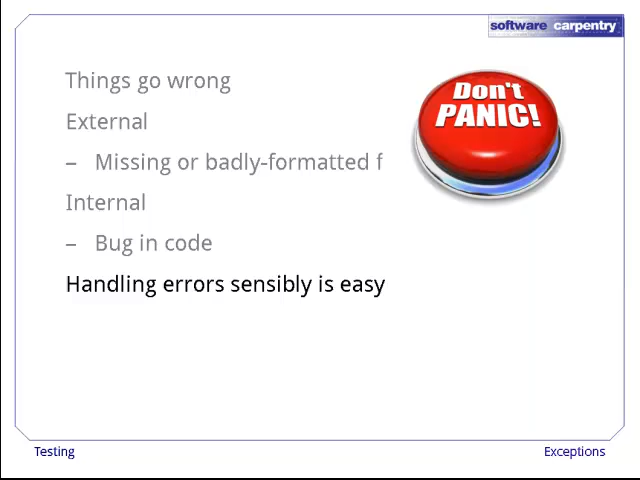 software carpentry
Things go wrong
Don't
PANIC!
External
– Missing or badly-formatted f
Internal
– Bug in code
Handling errors sensibly is easy
Testing
Exceptions